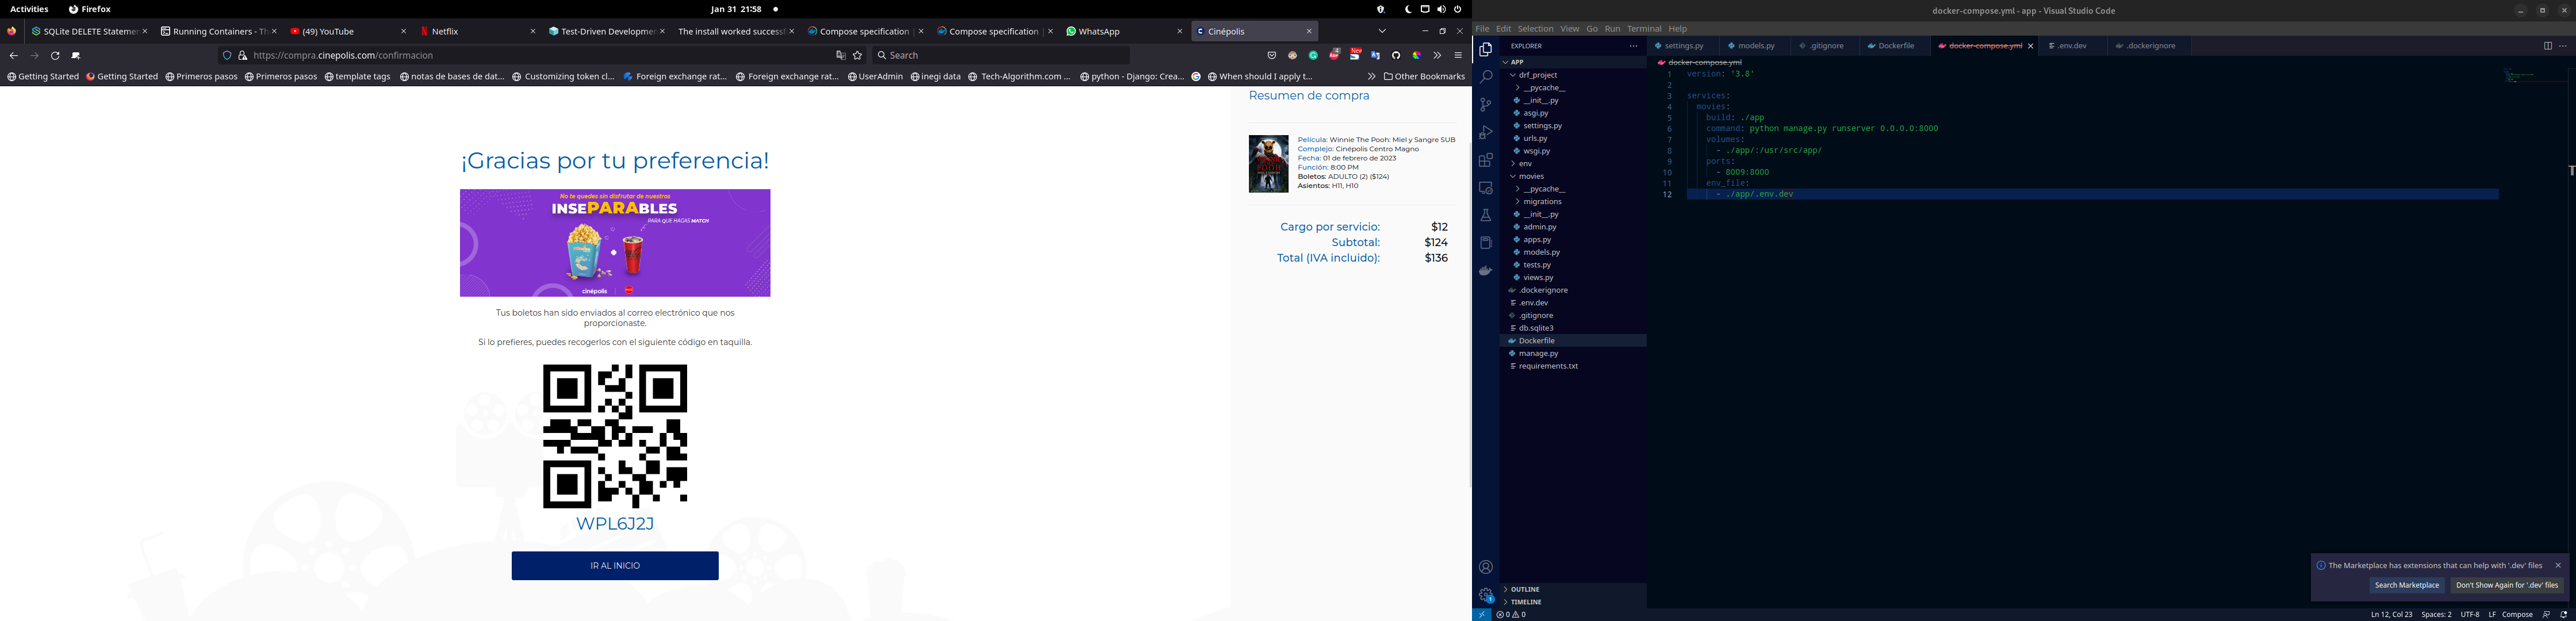 Activities
Firefox
Jan 31 21:58
SQLite DELETE Statemen
Running Containers - Th
(49) YouTube
Netflix
Test-Driven Developmen
The install worked successf
Compose specification
Compose specification
WhatsApp
Cinépolis
https://compra.cinepolis.com/confirmacion
Search
New
Getting Started
Getting Started
Primeros pasos
Primeros pasos
template tags
notas de bases de dat...
Customizing token cl...
Foreign exchange rat...
Foreign exchange rat...
UserAdmin
inegi data
Tech-Algorithm.com ...
python - Django: Crea...
When should I apply t...
Other Bookmarks
¡Gracias por tu preferencia!
No te quedes sin disfrutar de nuestros
INSEPARABLES
PARA QUE HAGAS MATCH
cinépolis
Tus boletos han sido enviados al correo electrónico que nos
proporcionaste.
Si lo prefieres, puedes recogerlos con el siguiente código en taquilla.
WPL6J2J
IR AL INICIO
Resumen de compra
Película: Winnie The Pooh: Miel y Sangre SUB
Complejo: Cinépolis Centro Magno
Fecha: 01 de febrero de 2023
Función: 8:00 PM
Boletos: ADULTO (2) ($124)
Asientos: H11, H10
Cargo por servicio: $12
Subtotal: $124
Total (IVA incluido): $136
docker-compose.yml - app - Visual Studio Code
File Edit Selection View Go Run Terminal Help
EXPLORER
APP
drf_project
__pycache__
__init__.py
asgi.py
settings.py
urls.py
wsgi.py
env
movies
__pycache__
migrations
__init__.py
admin.py
apps.py
models.py
tests.py
views.py
.dockerignore
.env.dev
.gitignore
db.sqlite3
Dockerfile
manage.py
requirements.txt
OUTLINE
TIMELINE
settings.py
models.py
.gitignore
Dockerfile
docker-compose.yml
.env.dev
.dockerignore
docker-compose.yml
1 version: '3.8'
2
3 services:
4 movies:
5 build: ./app
6 command: python manage.py runserver 0.0.0.0:8000
7 volumes:
8 - ./app/:/usr/src/app/
9 ports:
10 - 8009:8000
11 env_file:
12 - ./app/.env.dev
The Marketplace has extensions that can help with '.dev' files
Search Marketplace
Don't Show Again for '.dev' files
1
0 0
Ln 12, Col 23 Spaces: 2 UTF-8 LF Compose